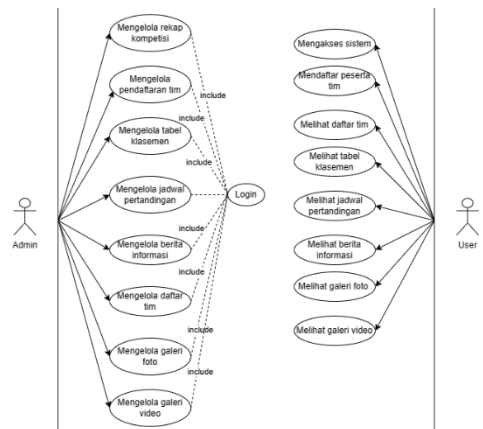 Mengelola rekap
kompetisi
Mengelola
pendaftaran tim
include
Mengelola tabel
klasemen
include
include
Mengelola jadwal
pertandingan
Login
Admin
Mengelola berita
informasi
include
include
Mengelola daftar
tim
include
Mengelola galeri
foto
include
Mengelola galeri
video
Mengakses sistem
Mendaftar peserta
tim
Melihat daftar tim
Melihat tabel
klasemen
Melihat jadwal
pertandingan
User
Melihat berita
informasi
Melihat galeri foto
Melihat galeri video